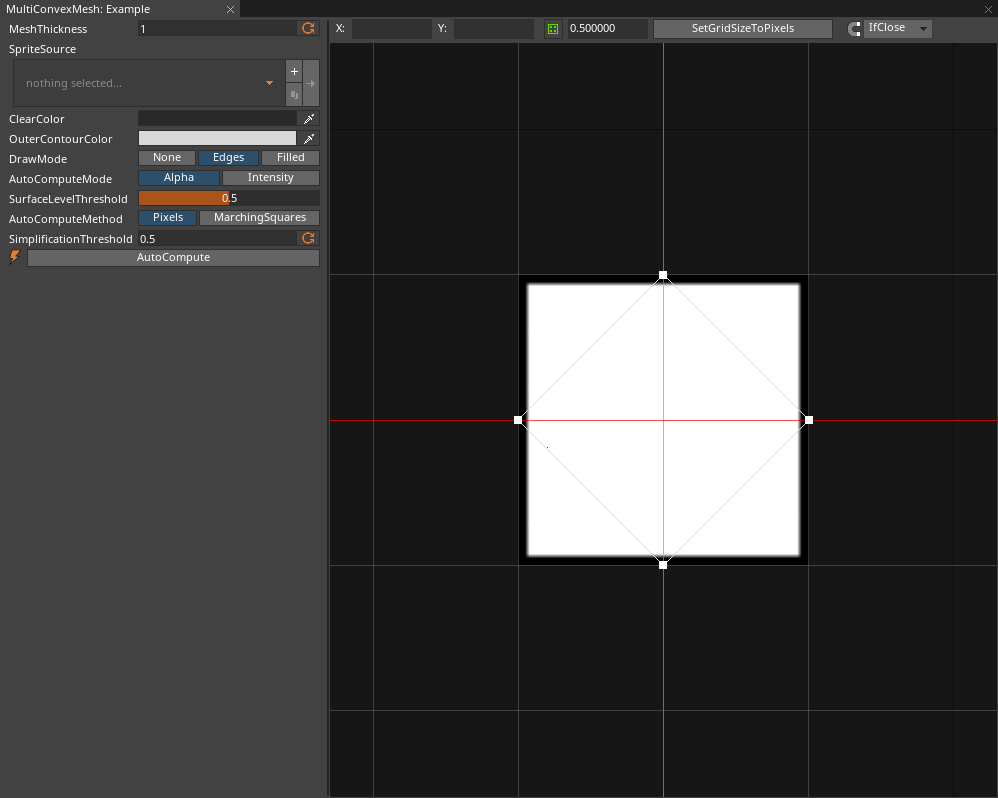 MultiConvexMesh: Example
MeshThickness 1
SpriteSource
nothing selected...
ClearColor
OuterContourColor
DrawMode None Edges Filled
AutoComputeMode Alpha Intensity
SurfaceLevelThreshold 0.5
AutoComputeMethod Pixels MarchingSquares
SimplificationThreshold 0.5
AutoCompute
X: Y: 0.500000 SetGridSizeToPixels IfClose